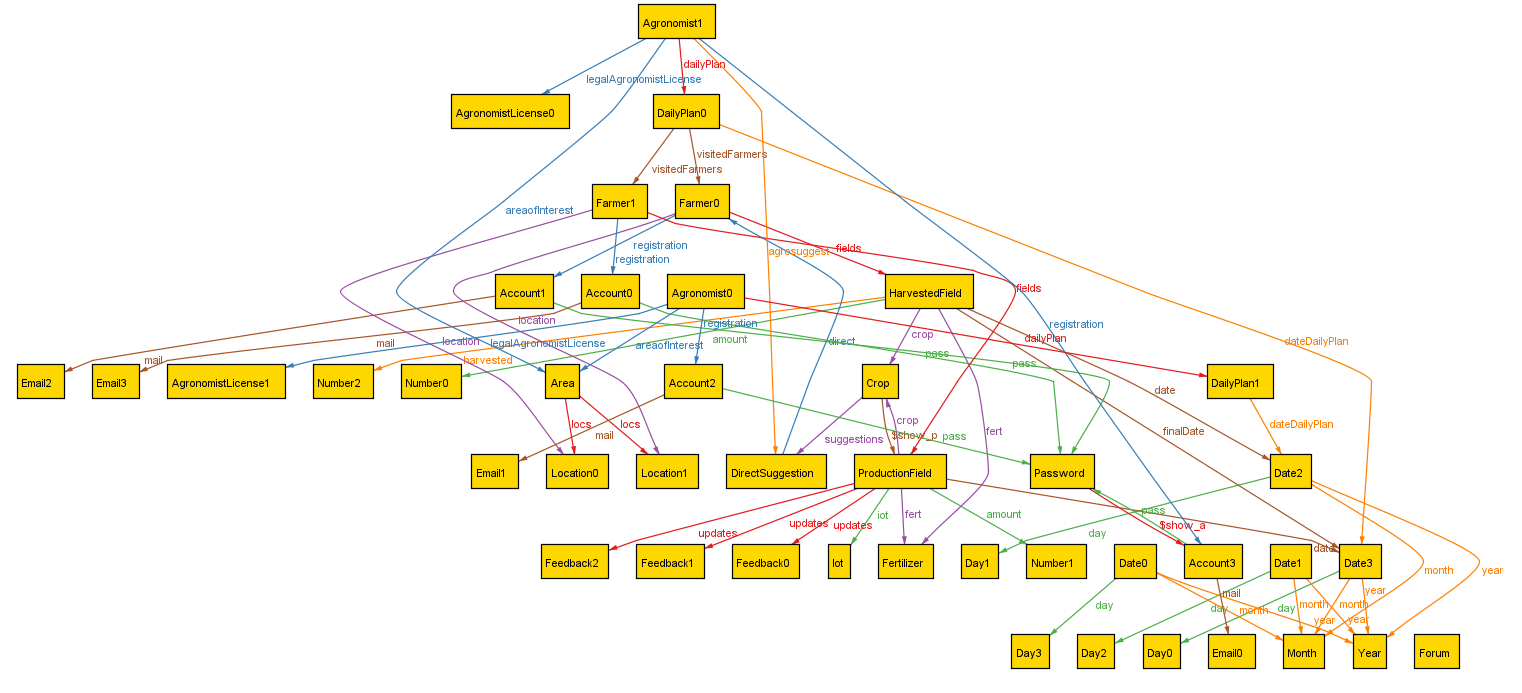 Agronomist1
dailyPlan
legalAgronomistLicense
AgronomistLicense0
DailyPlan0
visitedFarmers
visitedFarmers
Farmer1
Farmer0
areaofInterest
registration
registration
agrosuggest
fields
fields
Account1
Account0
Agronomist0
HarvestedField
location
location
registration
registration
mail
legalAgronomistLicense
areaofInterest
amount
direct
crop
dailyPlan
dateDailyPlan
mail
harvested
pass
pass
Email2
Email3
AgronomistLicense1
Number2
Number0
Area
Account2
Crop
DailyPlan1
date
locs
locs
mail
suggestions
crop
$show_p
pass
fert
finalDate
dateDailyPlan
Email1
Location0
Location1
DirectSuggestion
ProductionField
Password
Date2
updates
updates
updates
iot
fert
amount
pass
$show_a
day
date
month
year
Feedback2
Feedback1
Feedback0
Iot
Fertilizer
Day1
Number1
Date0
Account3
Date1
Date3
day
day
mail
month
day
month
year
month
year
year
Day3
Day2
Day0
Email0
Month
Year
Forum